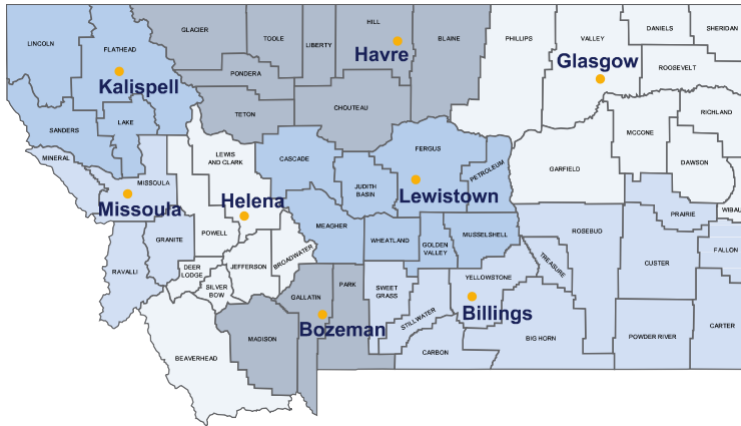 LINCOLN
FLATHEAD
GLACIER
TOOLE
LIBERTY
HILL
BLAINE
PHILLIPS
VALLEY
DANIELS
SHERIDAN
Kalispell
Havre
Glasgow
PONDERA
ROOSEVELT
TETON
CHOUTEAU
SANDERS
LAKE
RICHLAND
MCCONE
MINERAL
MISSOULA
LEWIS
AND CLARK
CASCADE
FERGUS
PETROLEUM
GARFIELD
DAWSON
JUDITH
BASIN
WIBAU
Missoula
Helena
Lewistown
PRAIRIE
POWELL
MEAGHER
GRANITE
BROADWATER
WHEATLAND
GOLDEN
VALLEY
MUSSELSHELL
ROSEBUD
TREASURE
CUSTER
FALLON
RAVALLI
DEER
LODGE
JEFFERSON
SILVER
BOW
GALLATIN
PARK
SWEET
GRASS
STILLWATER
YELLOWSTONE
Billings
Bozeman
BIG HORN
POWDER RIVER
CARTER
MADISON
CARBON
BEAVERHEAD